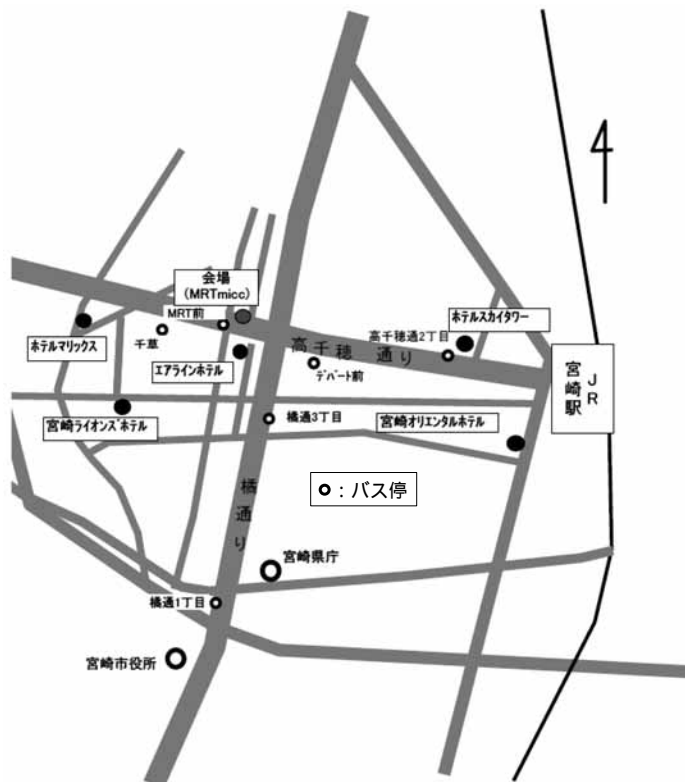 会場
(MRTmicc)
MRT前
千草
ホテルマリックス
エアラインホテル
宮崎ライオンズホテル
高千穂通り
デパート前
高千穂通2丁目
ホテルスカイタワー
JR
宮崎駅
橘通3丁目
宮崎オリエンタルホテル
橘通り
：バス停
宮崎県庁
橘通1丁目
宮崎市役所